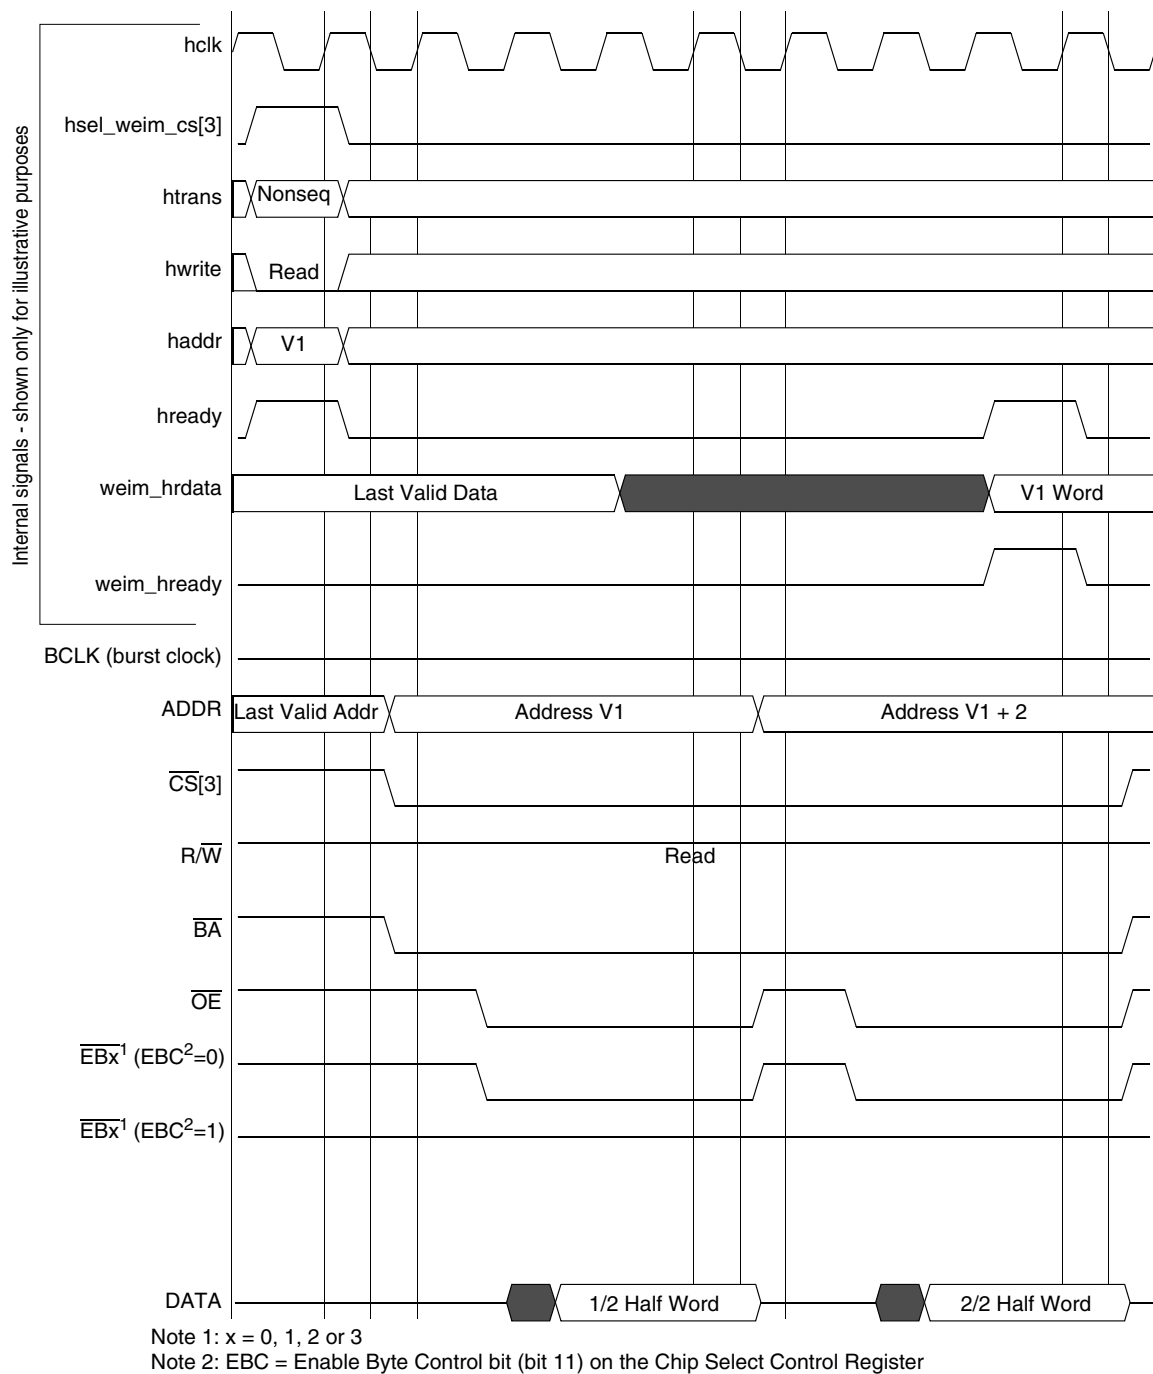 Internal signals - shown only for illustrative purposes
hclk
hsel_weim_cs[3]
htrans
Nonseq
hwrite
Read
haddr
V1
hready
weim_hrdata
Last Valid Data
V1 Word
weim_hready
BCLK (burst clock)
ADDR
Last Valid Addr
Address V1
Address V1 + 2
CS[3]
R/W
Read
BA
OE
EBx1 (EBC2=0)
EBx1 (EBC2=1)
DATA
1/2 Half Word
2/2 Half Word
Note 1: x = 0, 1, 2 or 3
Note 2: EBC = Enable Byte Control bit (bit 11) on the Chip Select Control Register